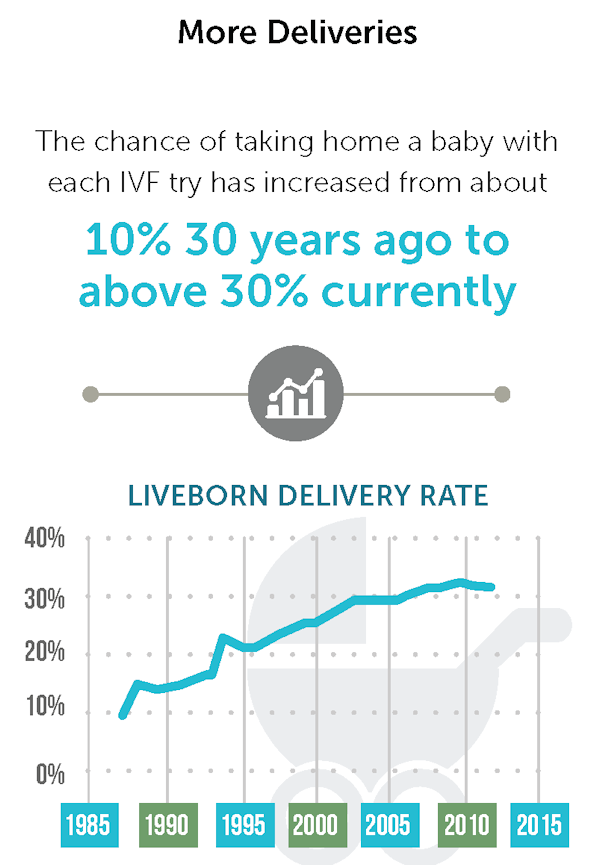 More Deliveries
The chance of taking home a baby with
each IVF try has increased from about
10% 30 years ago to
above 30% currently
LIVEBORN DELIVERY RATE
40%
30%
20%
10%
0%
1985 1990 1995 2000 2005 2010 2015